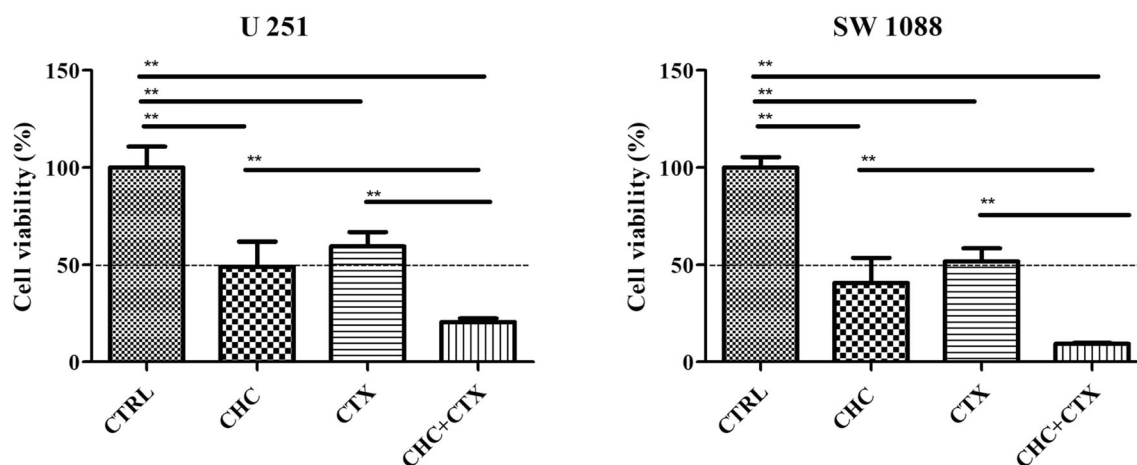 U 251
Cell viability (%)
150
100
50
0
**
**
**
**
**
CTRL
CHC
CTX
CHC+CTX
SW 1088
Cell viability (%)
150
100
50
0
**
**
**
**
**
CTRL
CHC
CTX
CHC+CTX